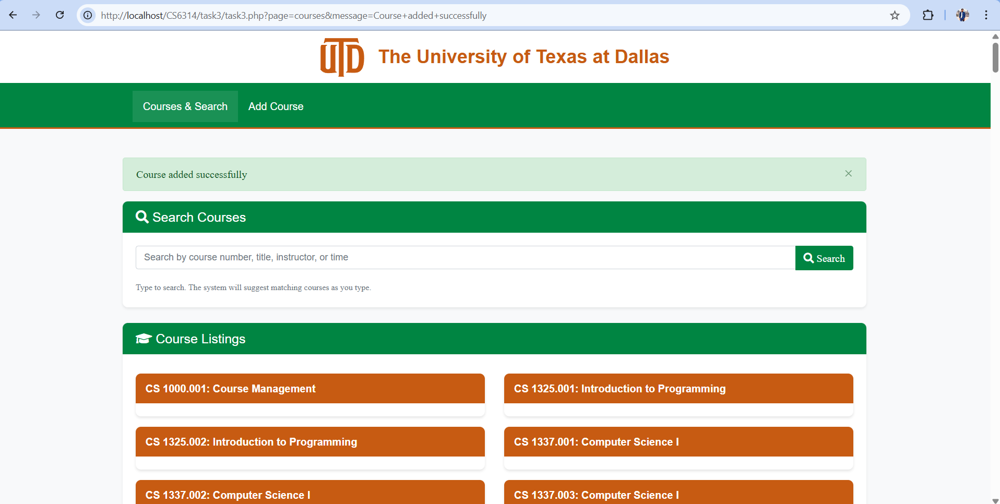 http://localhost/CS6314/task3/task3.php?page=courses&message=Course+added+successfully
UTD The University of Texas at Dallas
Courses & Search Add Course
Course added successfully
Search Courses
Search by course number, title, instructor, or time Search
Type to search. The system will suggest matching courses as you type.
Course Listings
CS 1000.001: Course Management CS 1325.001: Introduction to Programming
CS 1325.002: Introduction to Programming CS 1337.001: Computer Science I
CS 1337.002: Computer Science I CS 1337.003: Computer Science I